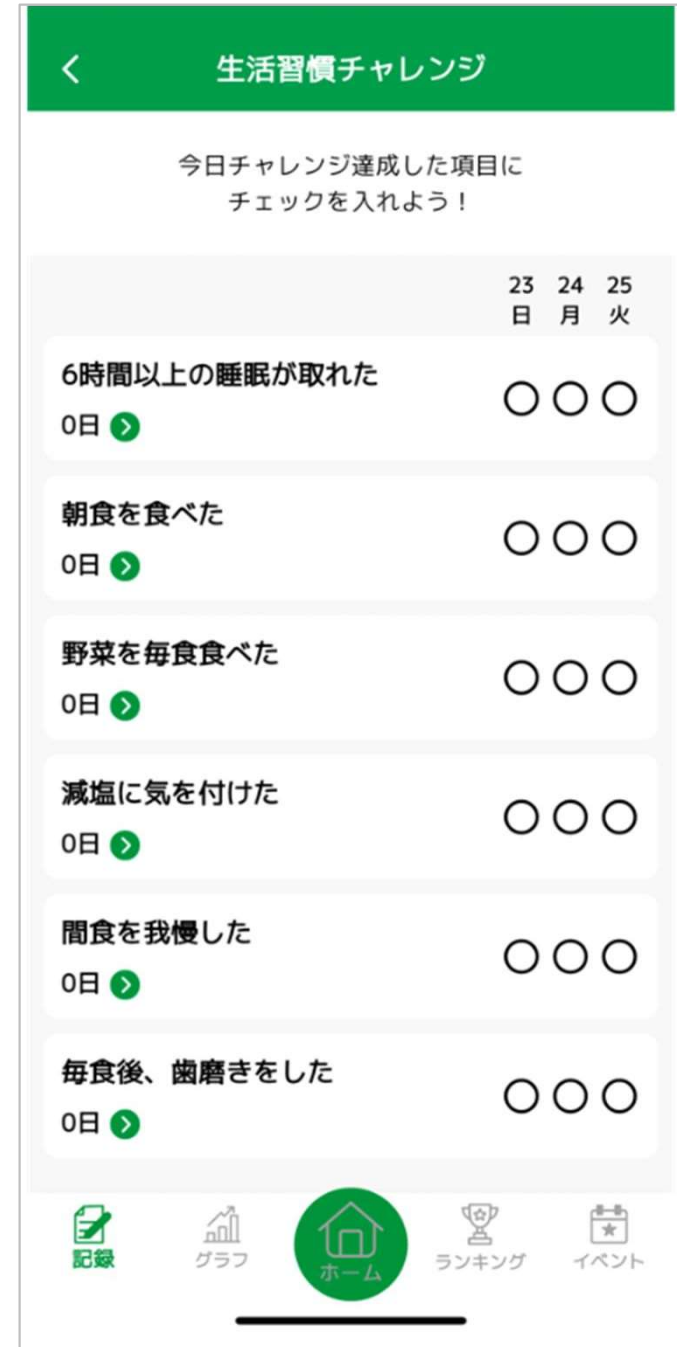 生活習慣チャレンジ
今日チャレンジ達成した項目に
チェックを入れよう！
23 24 25
日 月 火
6時間以上の睡眠が取れた
0日
朝食を食べた
0日
野菜を毎食食べた
0日
減塩に気を付けた
0日
間食を我慢した
0日
毎食後、歯磨きをした
0日
記録 グラフ ホーム ランキング イベント